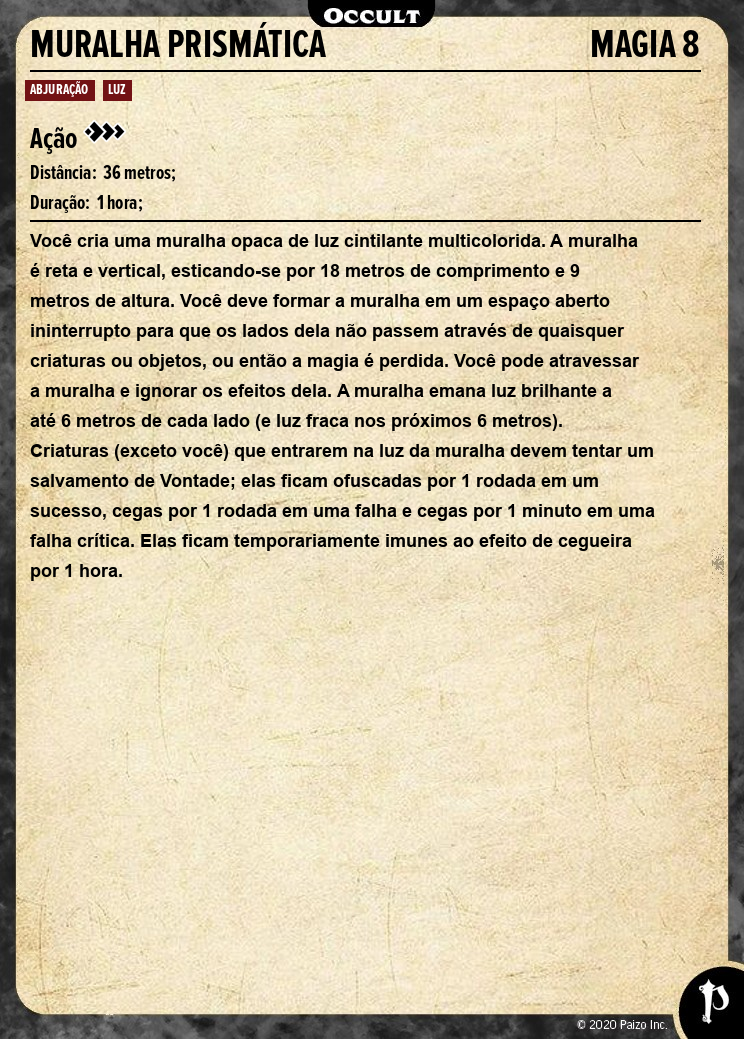 OCCULT
MURALHA PRISMÁTICA MAGIA 8
ABJURAÇÃO LUZ
Ação
Distância: 36 metros;
Duração: 1 hora;
Você cria uma muralha opaca de luz cintilante multicolorida. A muralha
é reta e vertical, esticando-se por 18 metros de comprimento e 9
metros de altura. Você deve formar a muralha em um espaço aberto
ininterrupto para que os lados dela não passem através de quaisquer
criaturas ou objetos, ou então a magia é perdida. Você pode atravessar
a muralha e ignorar os efeitos dela. A muralha emana luz brilhante a
até 6 metros de cada lado (e luz fraca nos próximos 6 metros).
Criaturas (exceto você) que entrarem na luz da muralha devem tentar um
salvamento de Vontade; elas ficam ofuscadas por 1 rodada em um
sucesso, cegas por 1 rodada em uma falha e cegas por 1 minuto em uma
falha crítica. Elas ficam temporariamente imunes ao efeito de cegueira
por 1 hora.
© 2020 Paizo Inc.
P